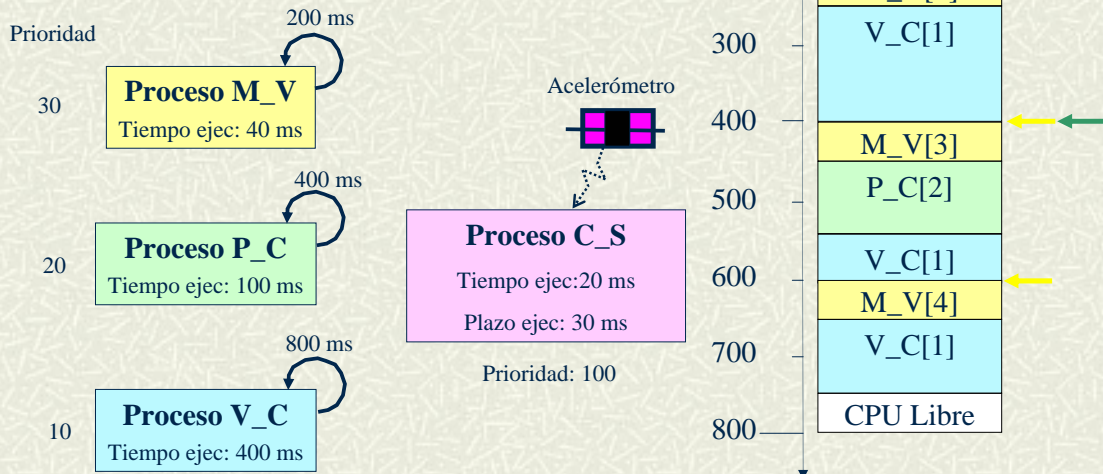 Prioridad
200 ms
30
Proceso M_V
Tiempo ejec: 40 ms
400 ms
20
Proceso P_C
Tiempo ejec: 100 ms
800 ms
10
Proceso V_C
Tiempo ejec: 400 ms
Acelerómetro
Proceso C_S
Tiempo ejec:20 ms
Plazo ejec: 30 ms
Prioridad: 100
300
400
500
600
700
800
V_C[1]
M_V[3]
P_C[2]
V_C[1]
M_V[4]
V_C[1]
CPU Libre